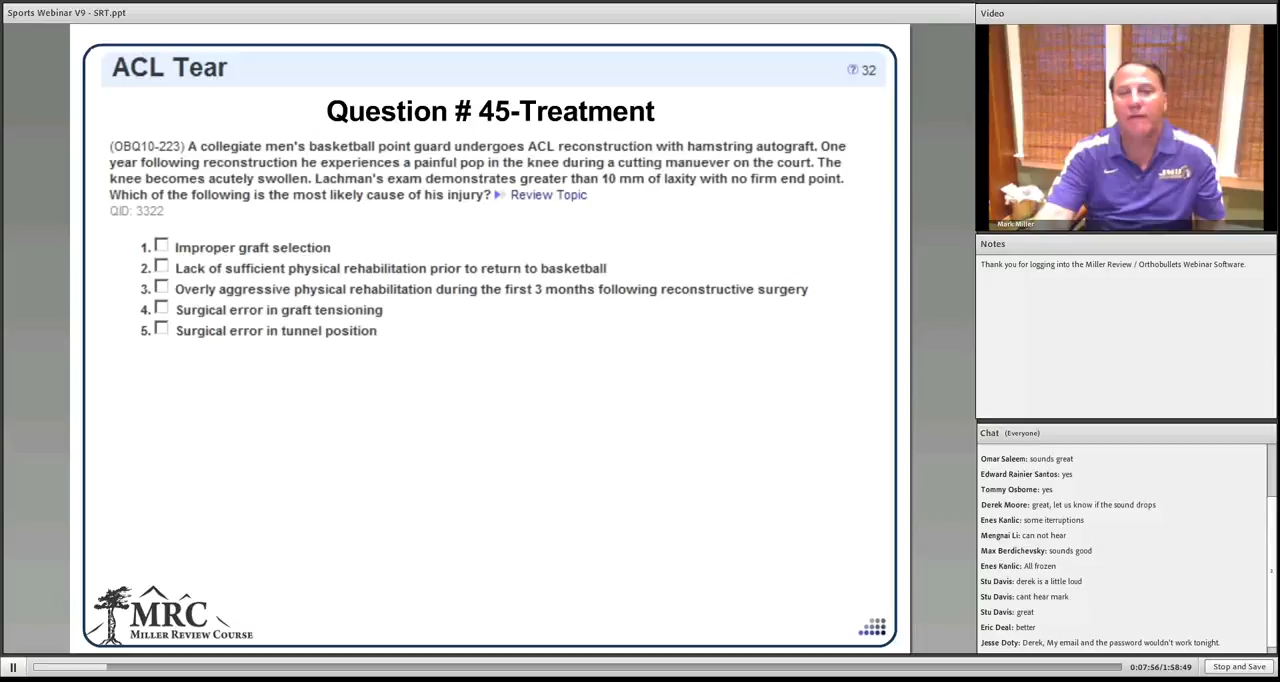 Sports Webinar V9 - SRT.ppt
ACL Tear
32
Question # 45-Treatment
(OBQ10-223) A collegiate men's basketball point guard undergoes ACL reconstruction with hamstring autograft. One
year following reconstruction he experiences a painful pop in the knee during a cutting manuever on the court. The
knee becomes acutely swollen. Lachman's exam demonstrates greater than 10 mm of laxity with no firm end point.
Which of the following is the most likely cause of his injury? Review Topic
QID: 3322
1. Improper graft selection
2. Lack of sufficient physical rehabilitation prior to return to basketball
3. Overly aggressive physical rehabilitation during the first 3 months following reconstructive surgery
4. Surgical error in graft tensioning
5. Surgical error in tunnel position
MRC
MILLER REVIEW COURSE
Video
Mark Miller
Notes
Thank you for logging into the Miller Review / Orthobullets Webinar Software.
Chat (Everyone)
Omar Saleem: sounds great
Edward Rainier Santos: yes
Tommy Osborne: yes
Derek Moore: great, let us know if the sound drops
Enes Kanlic: some iterruptions
Mengnai Li: can not hear
Max Berdichevsky: sounds good
Enes Kanlic: All frozen
Stu Davis: derek is a little loud
Stu Davis: cant hear mark
Stu Davis: great
Eric Deal: better
Jesse Doty: Derek, My email and the password wouldn't work tonight.
0:07:56/1:58:49
Stop and Save